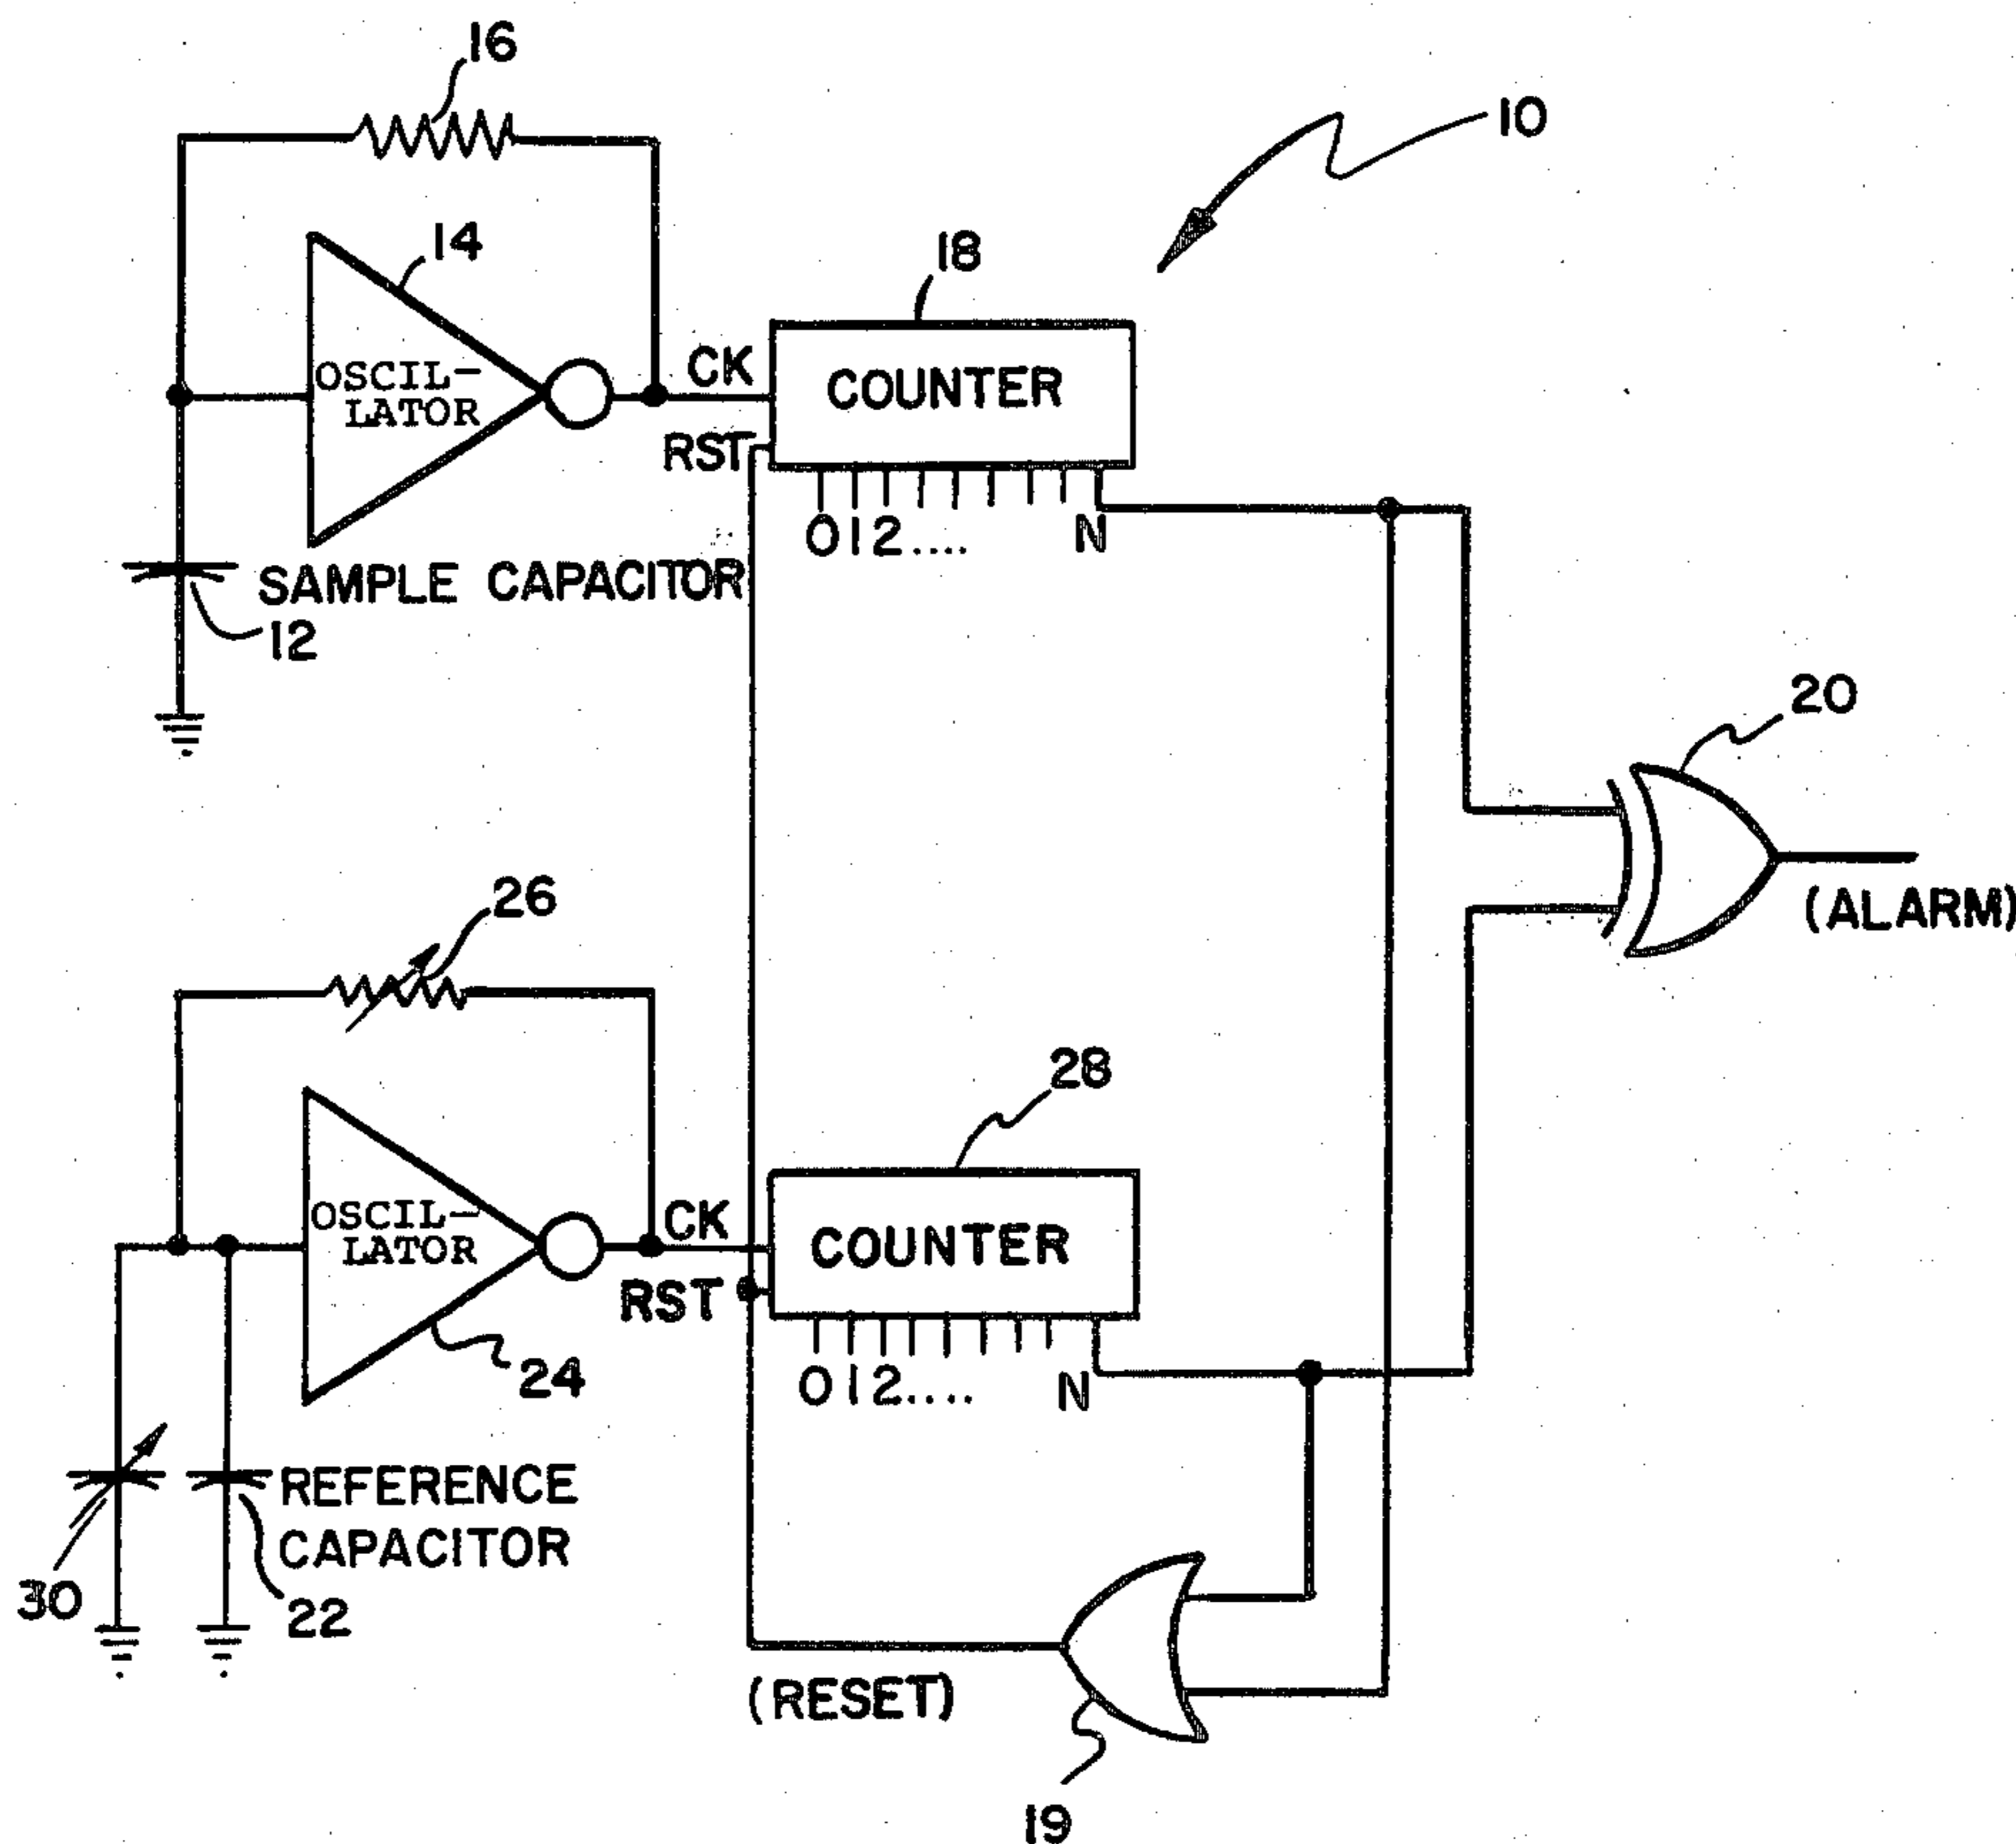 16
10
14
18
OSCIL-
LATOR
CK
COUNTER
RST
0 1 2 .... N
SAMPLE CAPACITOR
12
20
(ALARM)
26
28
OSCIL-
LATOR
CK
COUNTER
RST
0 1 2 .... N
24
REFERENCE
CAPACITOR
30
22
(RESET)
19